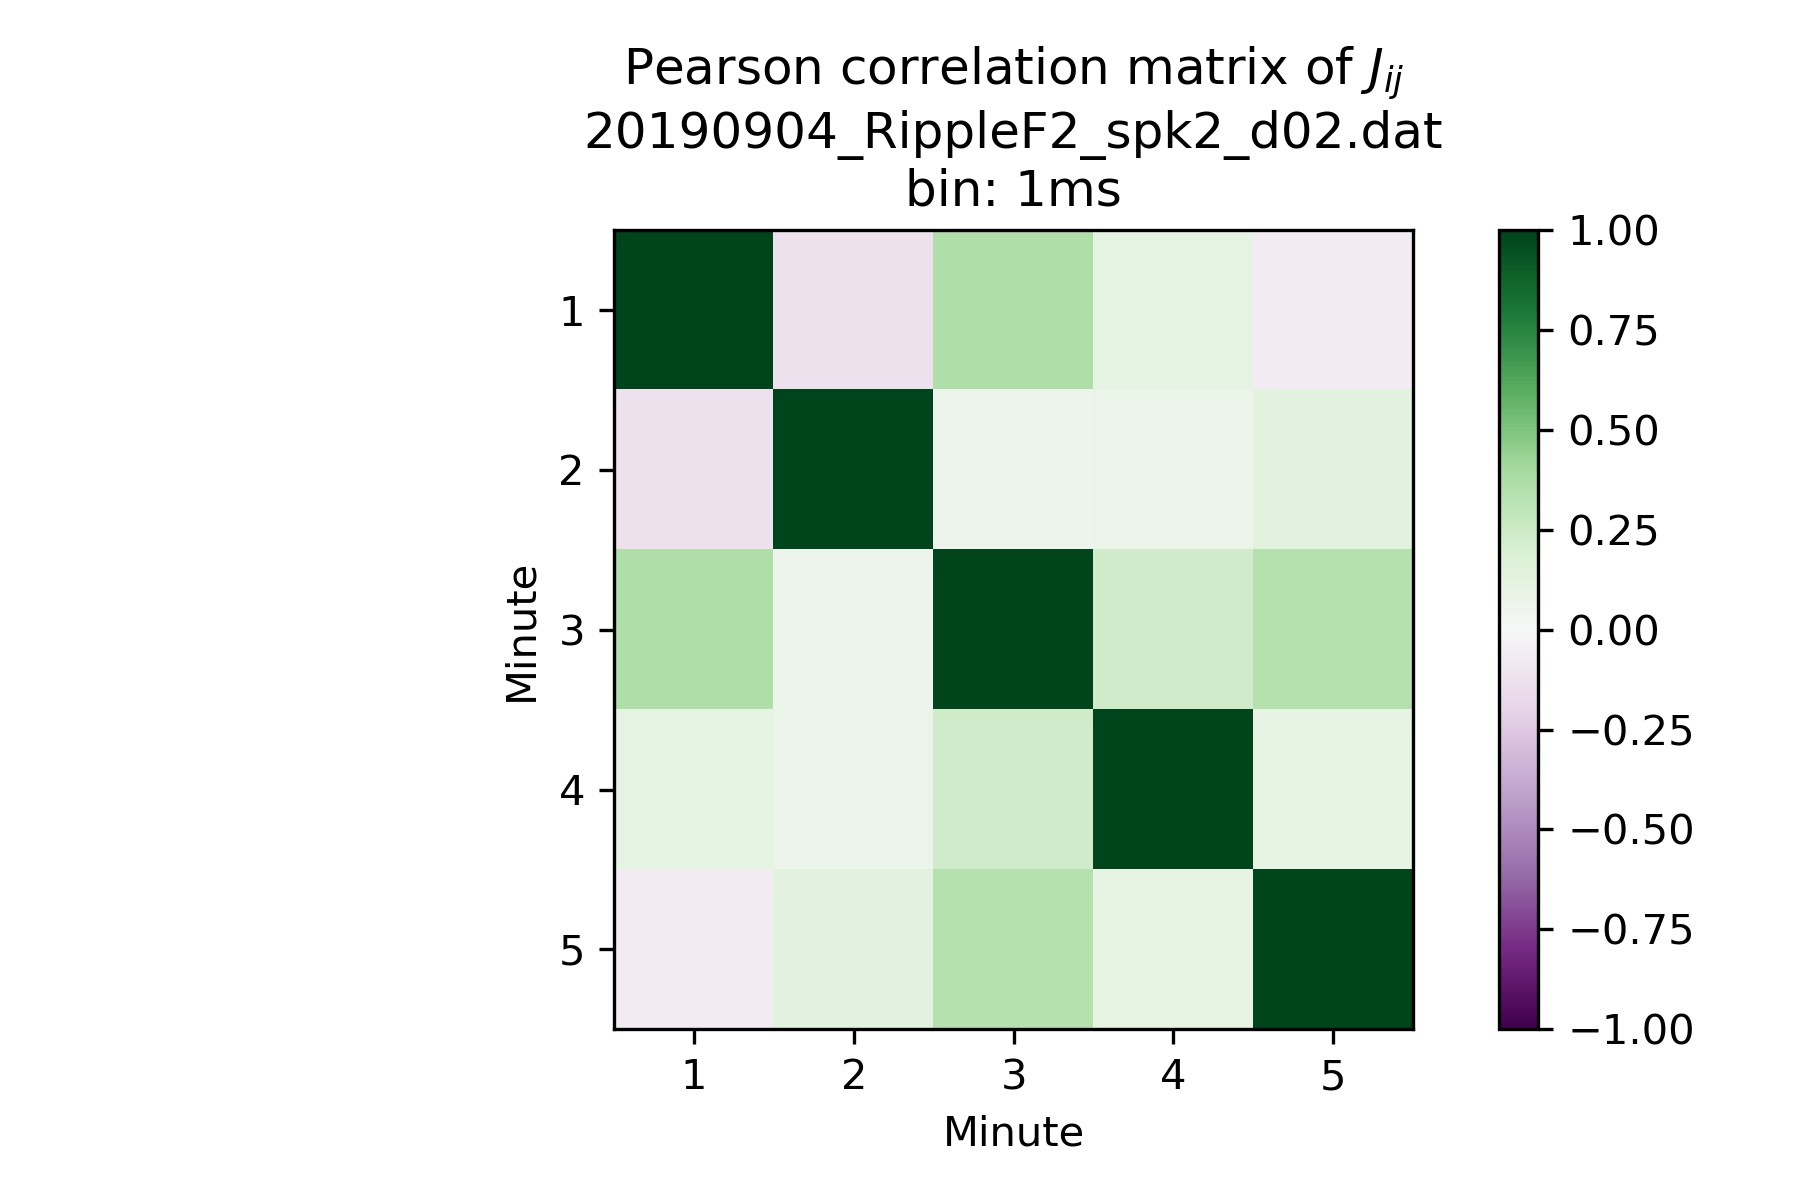 Pearson correlation matrix of J_{ij}
20190904_RippleF2_spk2_d02.dat
bin: 1ms
1
2
3
4
5
Minute
1 2 3 4 5
Minute
1.00
0.75
0.50
0.25
0.00
−0.25
−0.50
−0.75
−1.00